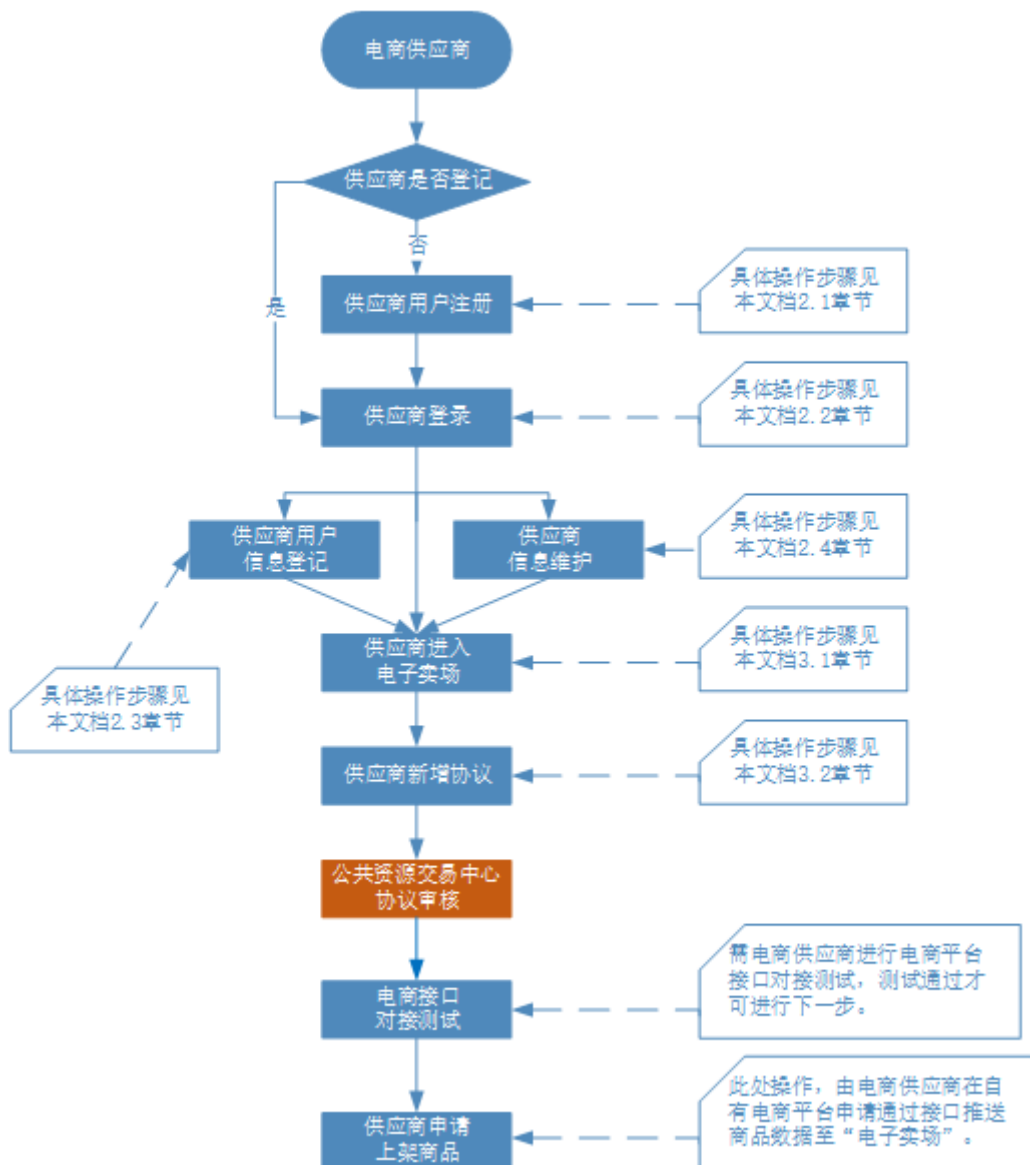 电商供应商
供应商是否登记
否
是
供应商用户注册
具体操作步骤见
本文档2.1章节
供应商登录
具体操作步骤见
本文档2.2章节
供应商用户
信息登记
供应商
信息维护
具体操作步骤见
本文档2.4章节
具体操作步骤见
本文档2.3章节
供应商进入
电子卖场
具体操作步骤见
本文档3.1章节
供应商新增协议
具体操作步骤见
本文档3.2章节
公共资源交易中心
协议审核
电商接口
对接测试
需电商供应商进行电商平台
接口对接测试，测试通过才
可进行下一步。
供应商申请
上架商品
此处操作，由电商供应商在自
有电商平台申请通过接口推送
商品数据至“电子卖场”。